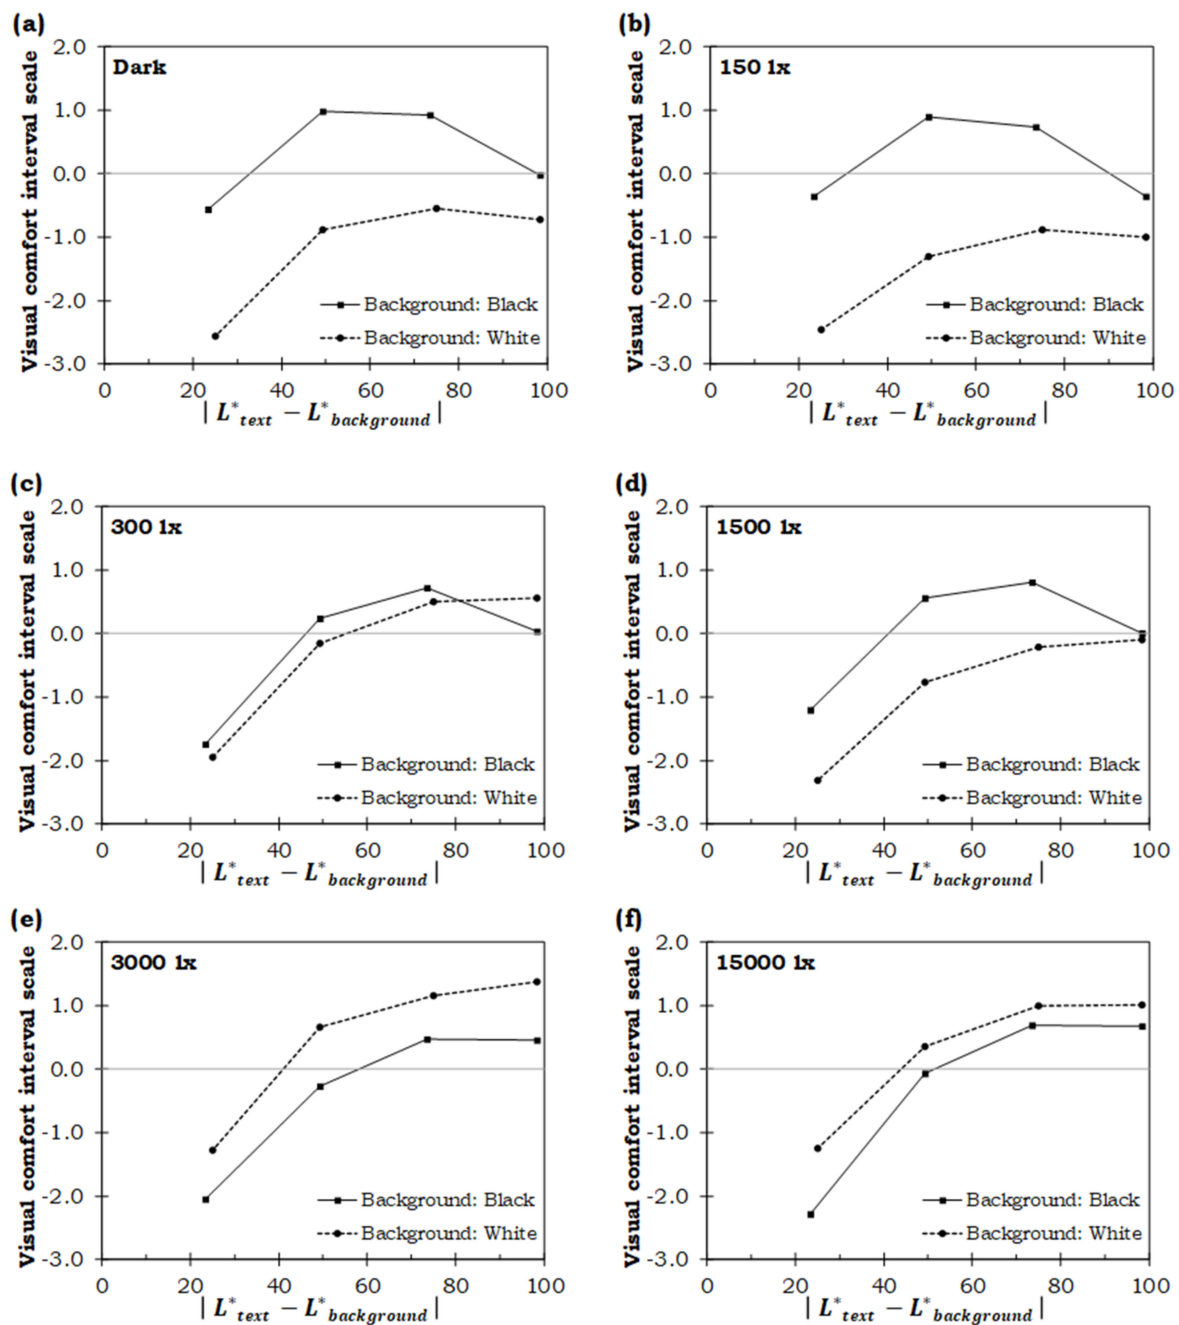 (a)
Visual comfort interval scale
2.0
1.0
0.0
-1.0
-2.0
-3.0
Dark
Background: Black
Background: White
0 20 40 60 80 100
| L*text − L*background |
(b)
Visual comfort interval scale
2.0
1.0
0.0
-1.0
-2.0
-3.0
150 lx
Background: Black
Background: White
0 20 40 60 80 100
| L*text − L*background |
(c)
Visual comfort interval scale
2.0
1.0
0.0
-1.0
-2.0
-3.0
300 lx
Background: Black
Background: White
0 20 40 60 80 100
| L*text − L*background |
(d)
Visual comfort interval scale
2.0
1.0
0.0
-1.0
-2.0
-3.0
1500 lx
Background: Black
Background: White
0 20 40 60 80 100
| L*text − L*background |
(e)
Visual comfort interval scale
2.0
1.0
0.0
-1.0
-2.0
-3.0
3000 lx
Background: Black
Background: White
0 20 40 60 80 100
| L*text − L*background |
(f)
Visual comfort interval scale
2.0
1.0
0.0
-1.0
-2.0
-3.0
15000 lx
Background: Black
Background: White
0 20 40 60 80 100
| L*text − L*background |